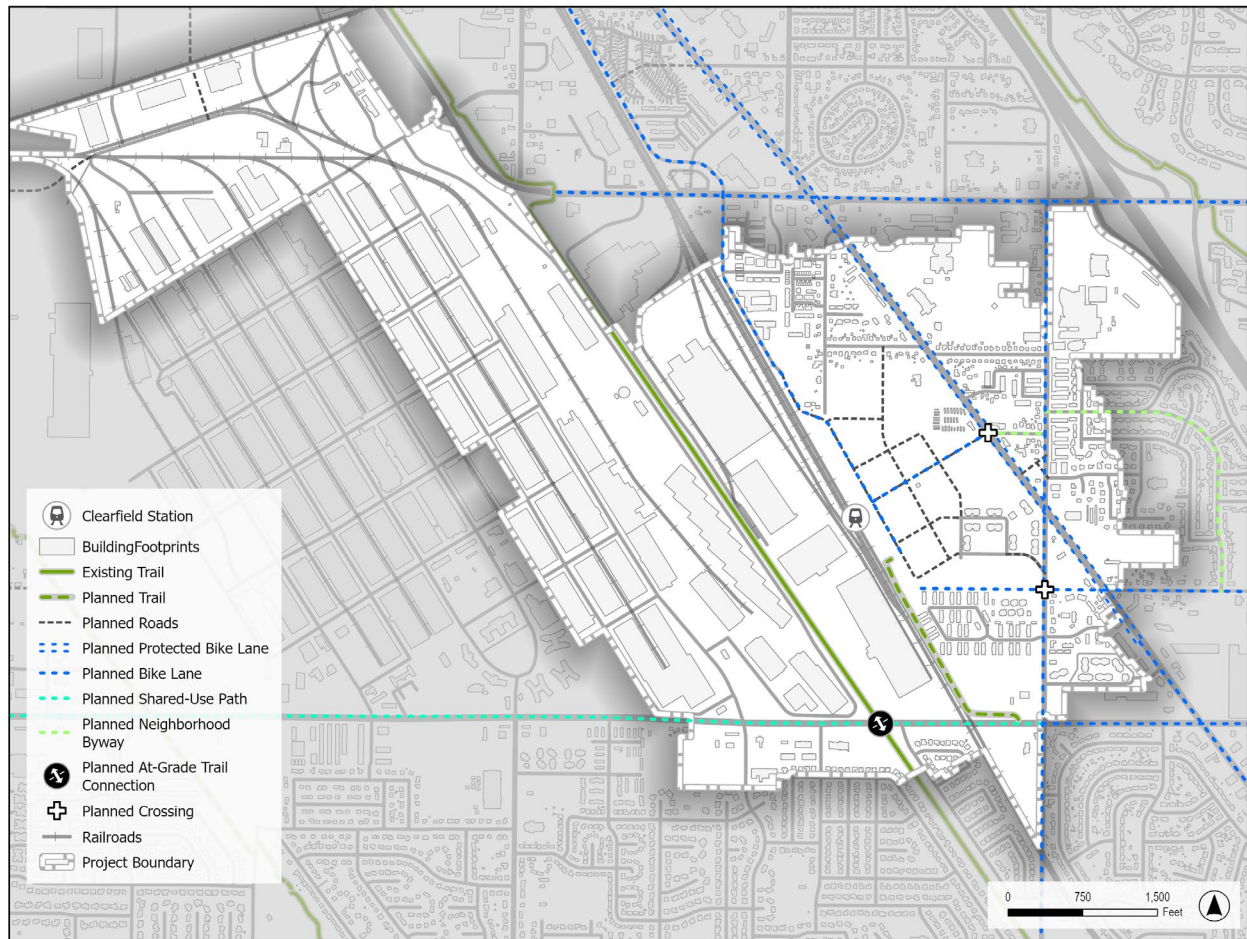 Clearfield Station
BuildingFootprints
Existing Trail
Planned Trail
Planned Roads
Planned Protected Bike Lane
Planned Bike Lane
Planned Shared-Use Path
Planned Neighborhood
Byway
Planned At-Grade Trail
Connection
Planned Crossing
Railroads
Project Boundary
0 750 1,500
Feet